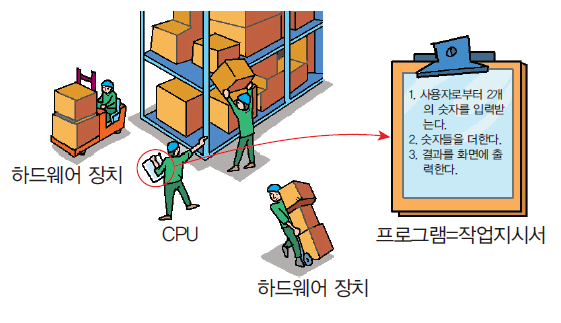 1. 사용자로부터 2개
의 숫자를 입력받
는다.
2. 숫자들을 더한다.
3. 결과를 화면에 출
력한다.
하드웨어 장치
CPU
프로그램=작업지시서
하드웨어 장치